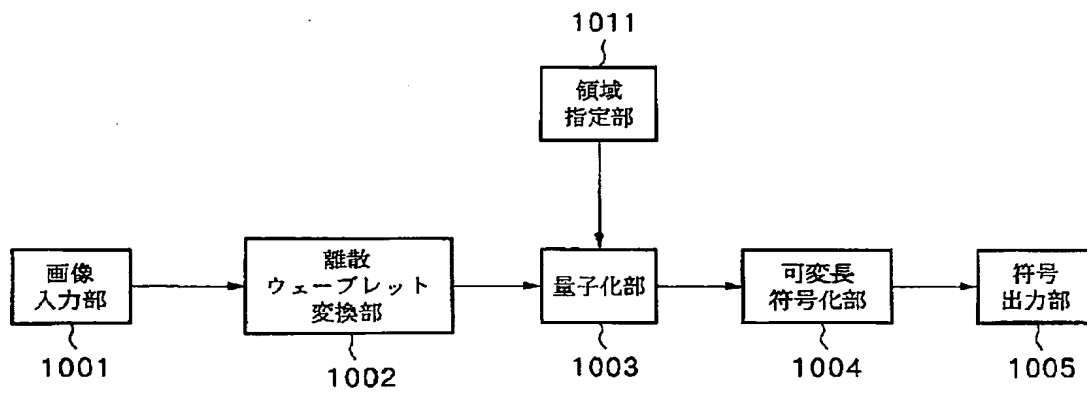 1011
領域
指定部
画像
入力部
離散
ウェーブレット
変換部
量子化部
可変長
符号化部
符号
出力部
1001
1002
1003
1004
1005